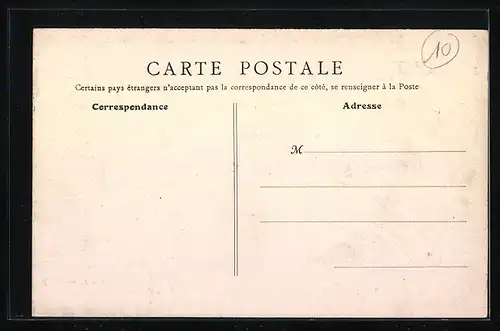 10
CARTE POSTALE
Certains pays étrangers n'acceptant pas la correspondance de ce côté, se renseigner à la Poste
Correspondance
Adresse
M